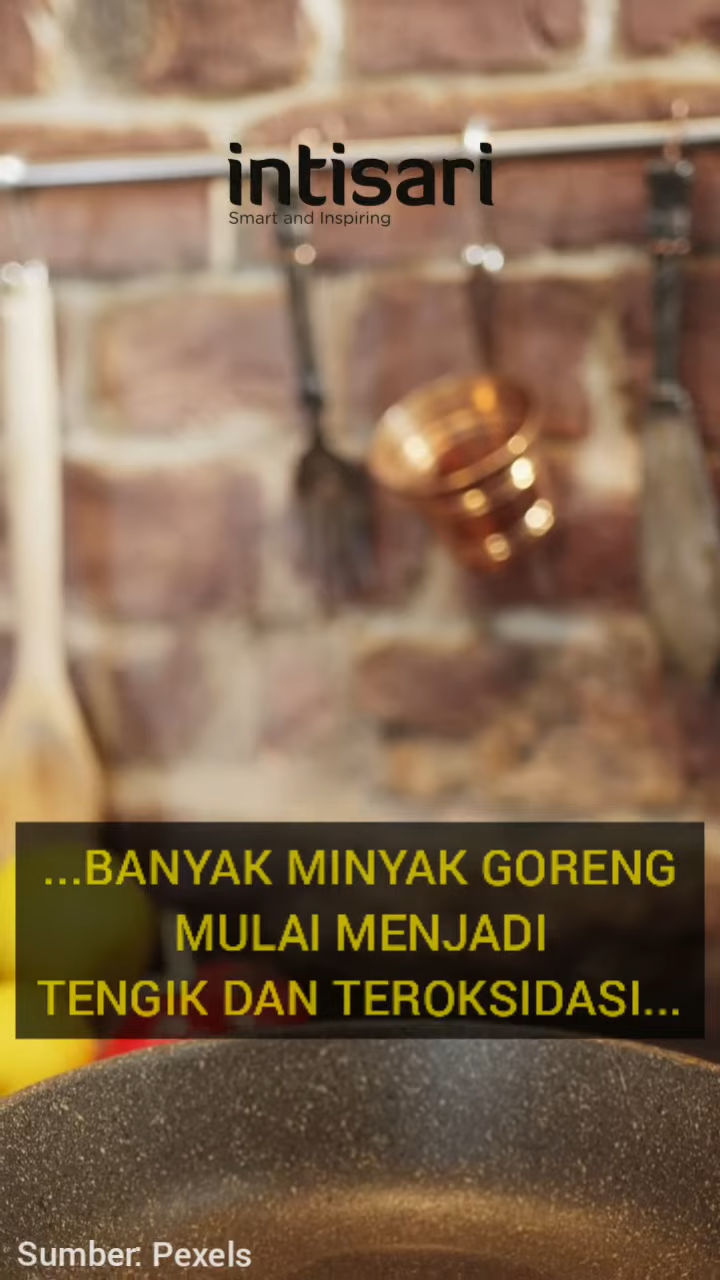 intisari
Smart and Inspiring
...BANYAK MINYAK GORENG
MULAI MENJADI
TENGIK DAN TEROKSIDASI...
Sumber: Pexels